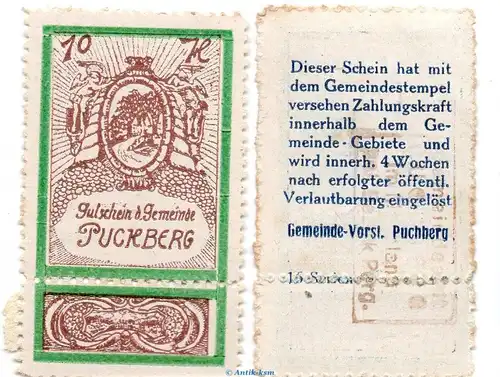 10 H
Gutschein d. Gemeinde
PUCHBERG
Dieser Schein hat mit
dem Gemeindestempel
versehen Zahlungskraft
innerhalb dem Ge-
meinde-Gebiete und
wird innerh. 4 Wochen
nach erfolgter öffentl.
Verlautbarung eingelöst
Gemeinde-Vorst. Puchberg
© Antik-ksm